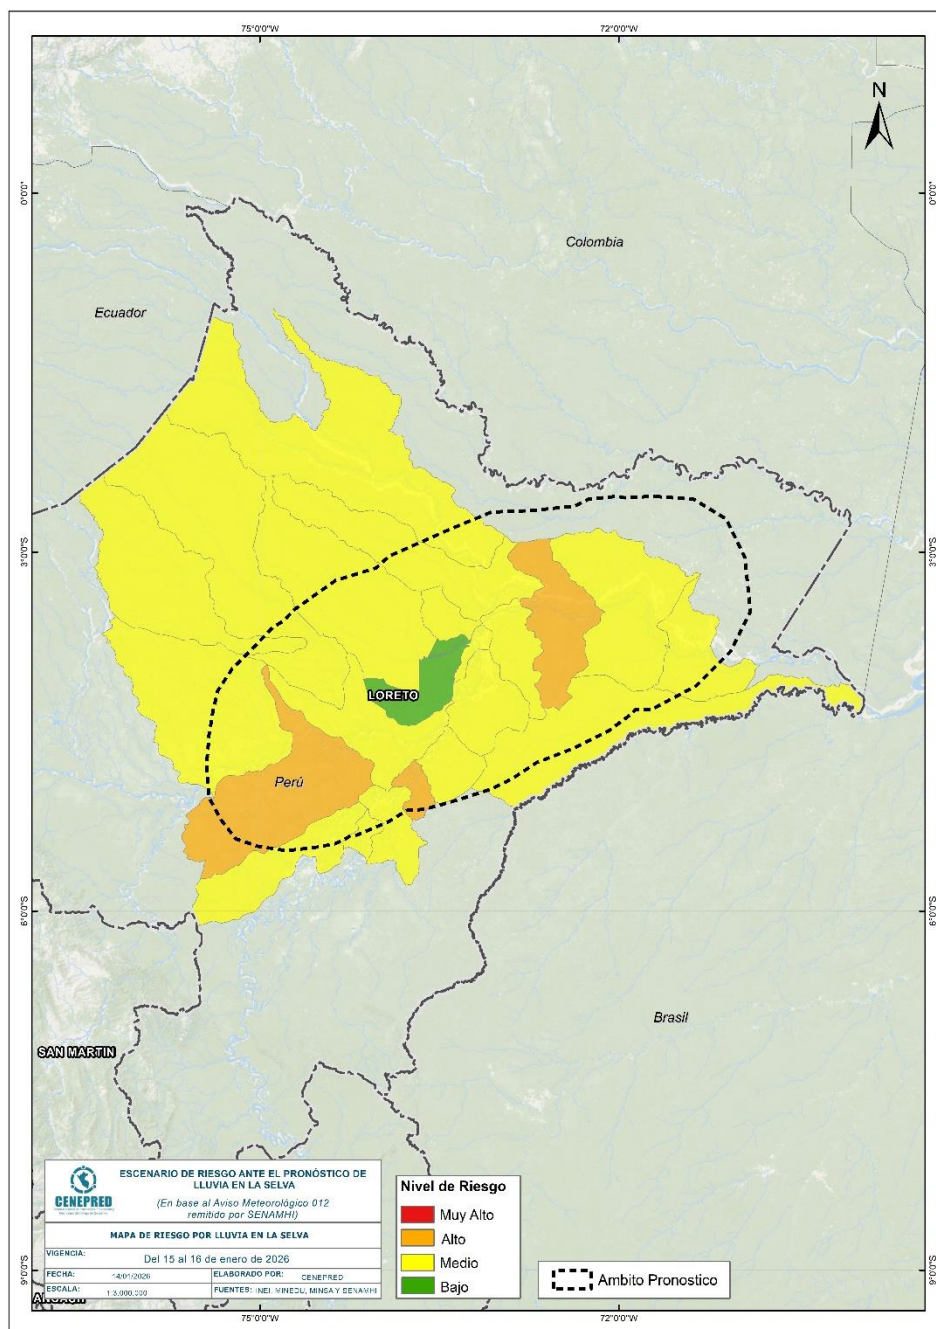 75°0'0"W
72°0'0"W
N
0°0'0"
0°0'0"
Colombia
Ecuador
3°0'0"S
3°0'0"S
LORETO
Perú
6°0'0"S
6°0'0"S
Brasil
SAN MARTIN
CENEPRED
ESCENARIO DE RIESGO ANTE EL PRONÓSTICO DE
LLUVIA EN LA SELVA
(En base al Aviso Meteorológico 012
remitido por SENAMHI)
MAPA DE RIESGO POR LLUVIA EN LA SELVA
VIGENCIA:
Del 15 al 16 de enero de 2026
FECHA:
14/01/2026
ELABORADO POR:
CENEPRED
ESCALA:
1:3,000,000
FUENTES: INEI, MINEDU, MINSA Y SENAMHI
Nivel de Riesgo
Muy Alto
Alto
Medio
Bajo
Ambito Pronostico
9°0'0"S
9°0'0"S
75°0'0"W
72°0'0"W